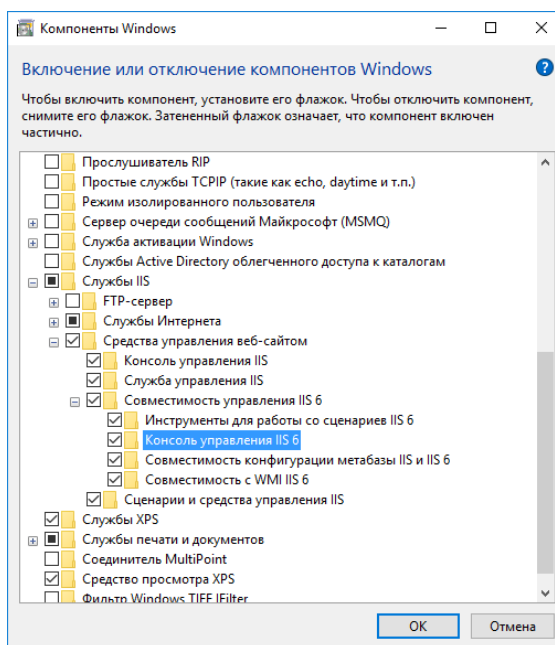 Компоненты Windows
Включение или отключение компонентов Windows
?
Чтобы включить компонент, установите его флажок. Чтобы отключить компонент,
снимите его флажок. Затененный флажок означает, что компонент включен
частично.
Прослушиватель RIP
Простые службы TCPIP (такие как echo, daytime и т.п.)
Режим изолированного пользователя
Сервер очереди сообщений Майкрософт (MSMQ)
Служба активации Windows
Службы Active Directory облегченного доступа к каталогам
Службы IIS
FTP-сервер
Службы Интернета
Средства управления веб-сайтом
Консоль управления IIS
Служба управления IIS
Совместимость управления IIS 6
Инструменты для работы со сценариев IIS 6
Консоль управления IIS 6
Совместимость конфигурации метабазы IIS и IIS 6
Совместимость с WMI IIS 6
Сценарии и средства управления IIS
Службы XPS
Службы печати и документов
Соединитель MultiPoint
Средство просмотра XPS
Фильтр Windows TIFF IFilter
OK
Отмена